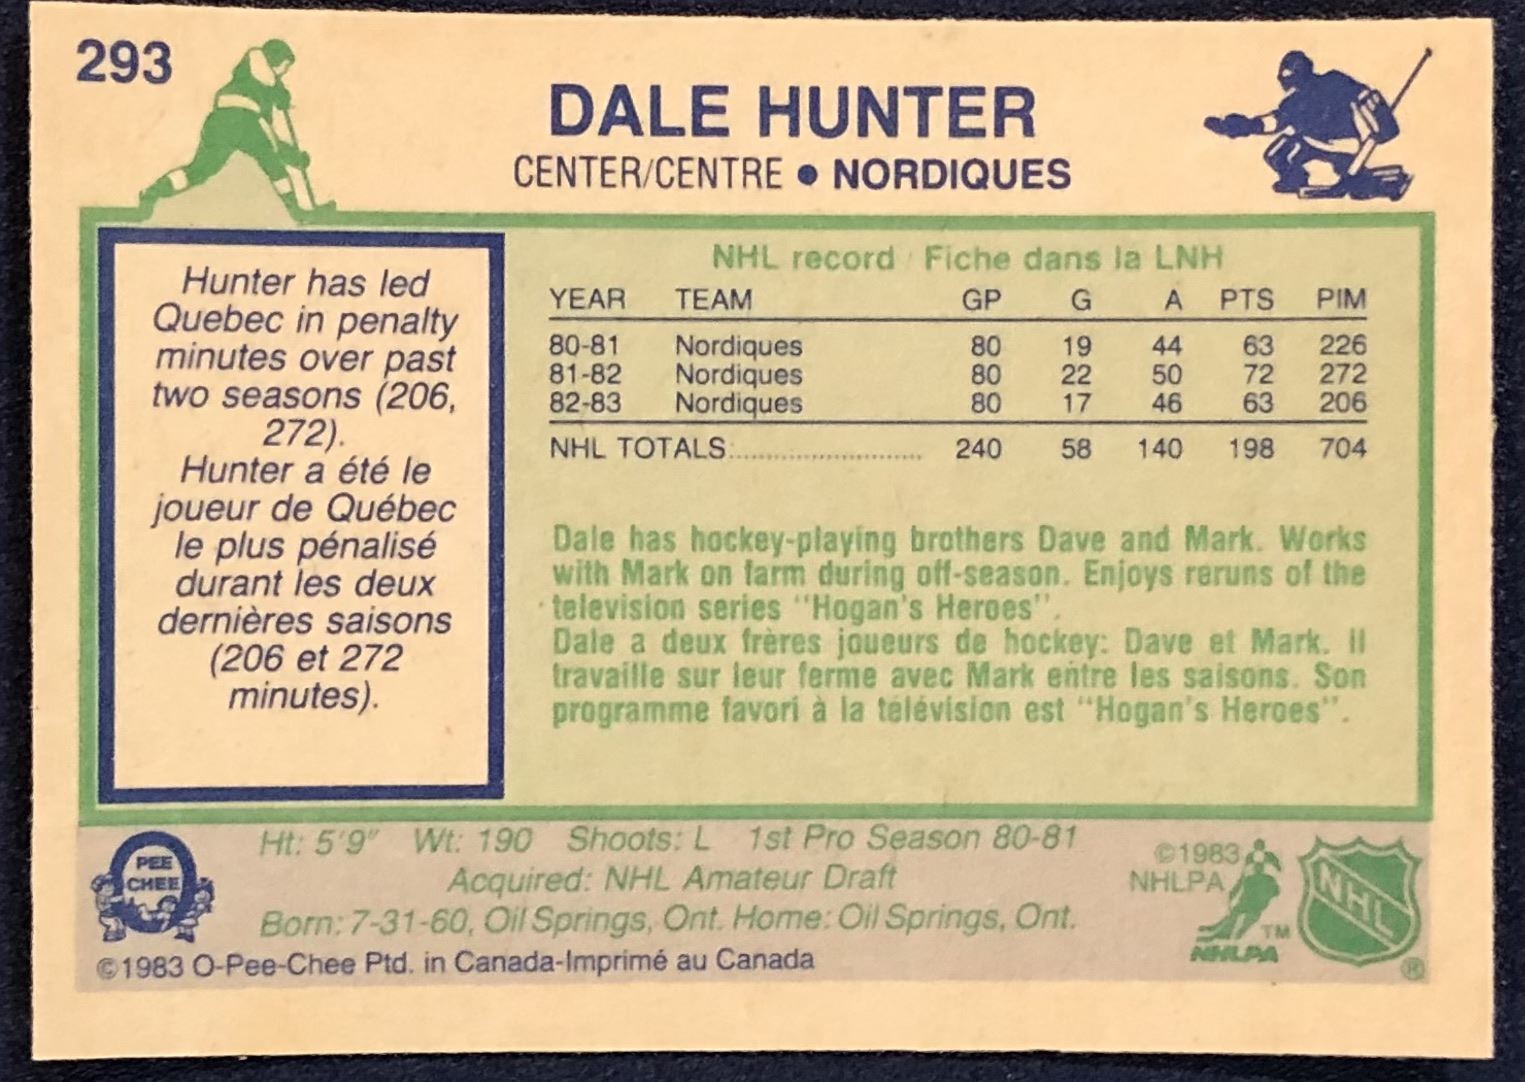 293
DALE HUNTER
CENTER/CENTRE ● NORDIQUES
Hunter has led
Quebec in penalty
minutes over past
two seasons (206,
272).
Hunter a été le
joueur de Québec
le plus pénalisé
durant les deux
dernières saisons
(206 et 272
minutes).
NHL record / Fiche dans la LNH
YEAR TEAM GP G A PTS PIM
80-81 Nordiques 80 19 44 63 226
81-82 Nordiques 80 22 50 72 272
82-83 Nordiques 80 17 46 63 206
NHL TOTALS.......................... 240 58 140 198 704
Dale has hockey-playing brothers Dave and Mark. Works
with Mark on farm during off-season. Enjoys reruns of the
television series "Hogan's Heroes".
Dale a deux frères joueurs de hockey: Dave et Mark. Il
travaille sur leur ferme avec Mark entre les saisons. Son
programme favori à la télévision est "Hogan's Heroes".
PEE
CHEE
Ht: 5'9" Wt: 190 Shoots: L 1st Pro Season 80-81
Acquired: NHL Amateur Draft
Born: 7-31-60, Oil Springs, Ont. Home: Oil Springs, Ont.
©1983 O-Pee-Chee Ptd. in Canada-Imprimé au Canada
©1983
NHLPA
TM
NHLPA
NHL
®